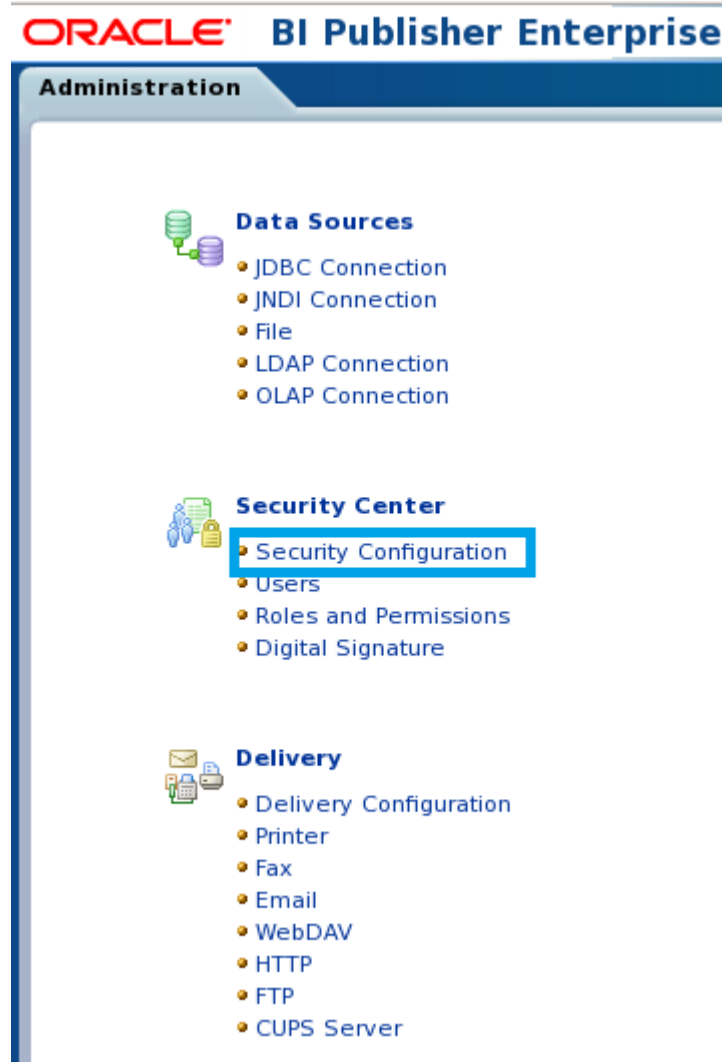 ORACLE BI Publisher Enterprise
Administration
Data Sources
JDBC Connection
JNDI Connection
File
LDAP Connection
OLAP Connection
Security Center
Security Configuration
Users
Roles and Permissions
Digital Signature
Delivery
Delivery Configuration
Printer
Fax
Email
WebDAV
HTTP
FTP
CUPS Server